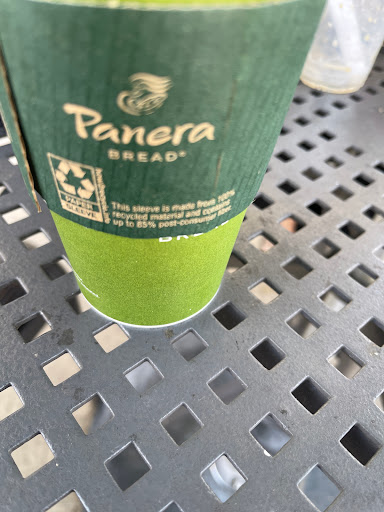 Panera
BREAD®
PAPER
SLEEVE
This sleeve is made from 100%
recycled material and contains
up to 85% post-consumer fiber.